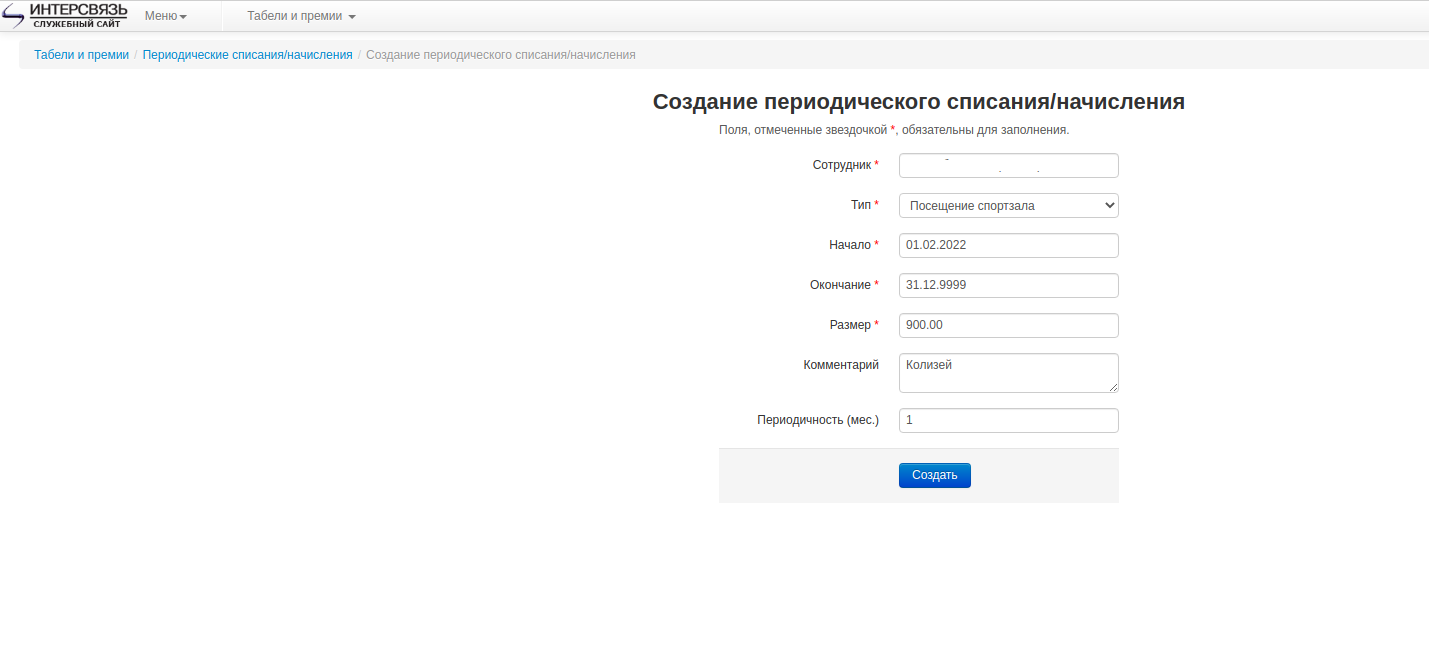 ИНТЕРСВЯЗЬ
СЛУЖЕБНЫЙ САЙТ
Меню
Табели и премии
Табели и премии / Периодические списания/начисления / Создание периодического списания/начисления
Создание периодического списания/начисления
Поля, отмеченные звездочкой *, обязательны для заполнения.
Сотрудник *
Тип * Посещение спортзала
Начало * 01.02.2022
Окончание * 31.12.9999
Размер * 900.00
Комментарий Колизей
Периодичность (мес.) 1
Создать